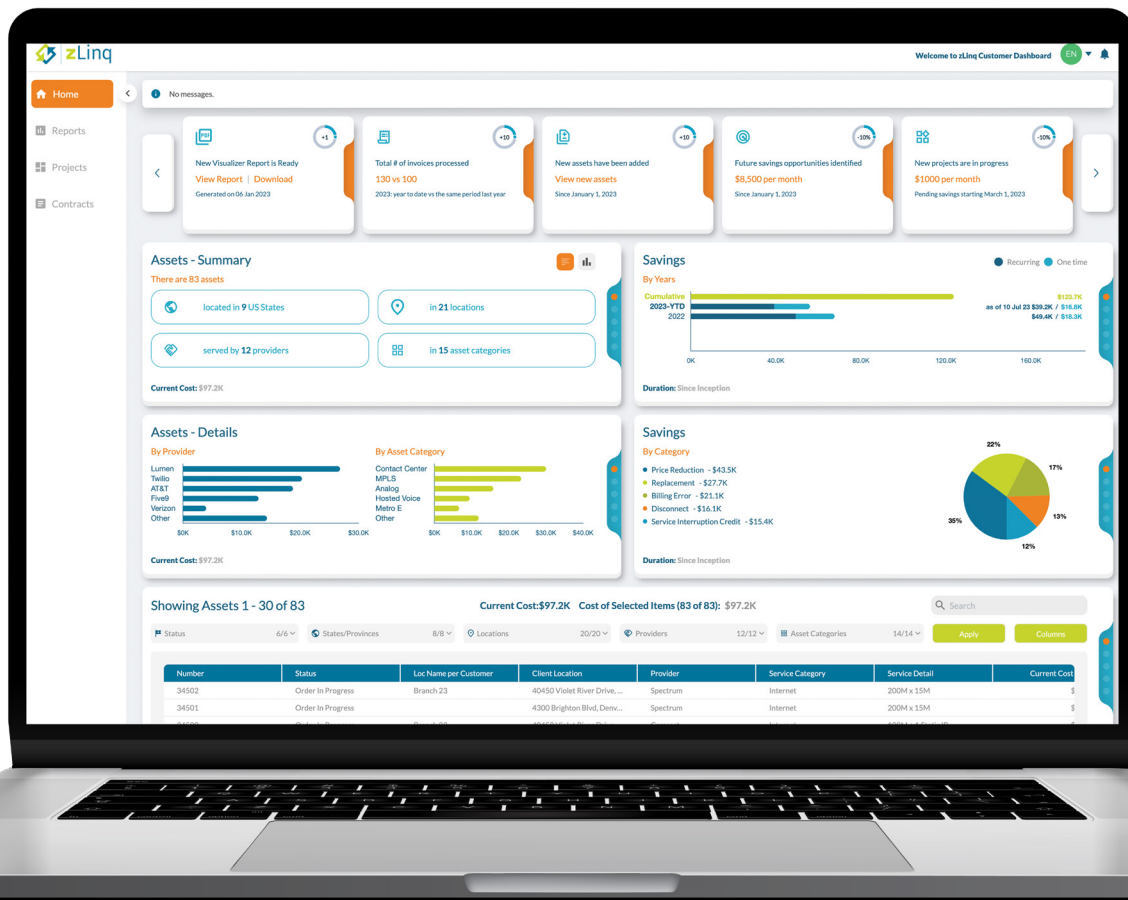 zLinq
Welcome to zLinq Customer Dashboard EN
Home
Reports
Projects
Contracts
No messages.
+1
New Visualizer Report is Ready
View Report | Download
Generated on 06 Jan 2023
+10
Total # of invoices processed
130 vs 100
2023: year to date vs the same period last year
+10
New assets have been added
View new assets
Since January 1, 2023
-10%
Future savings opportunities identified
$8,500 per month
Since January 1, 2023
-10%
New projects are in progress
$1000 per month
Pending savings starting March 1, 2023
Assets - Summary
There are 83 assets
located in 9 US States
in 21 locations
served by 12 providers
in 15 asset categories
Current Cost: $97.2K
Savings
Recurring One time
By Years
Cumulative $123.7K
2023-YTD as of 10 Jul 23 $39.2K / $16.8K
2022 $49.4K / $18.3K
0K 40.0K 80.0K 120.0K 160.0K
Duration: Since Inception
Assets - Details
By Provider
Lumen
Twilio
AT&T
Five9
Verizon
Other
$0K $10.0K $20.0K $30.0K
By Asset Category
Contact Center
MPLS
Analog
Hosted Voice
Metro E
Other
$0K $10.0K $20.0K $30.0K $40.0K
Current Cost: $97.2K
Savings
By Category
Price Reduction - $43.5K
Replacement - $27.7K
Billing Error - $21.1K
Disconnect - $16.1K
Service Interruption Credit - $15.4K
22%
17%
13%
12%
35%
Duration: Since Inception
Showing Assets 1 - 30 of 83
Current Cost:$97.2K Cost of Selected Items (83 of 83): $97.2K
Search
Status 6/6 States/Provinces 8/8 Locations 20/20 Providers 12/12 Asset Categories 14/14 Apply Columns
Number Status Loc Name per Customer Client Location Provider Service Category Service Detail Current Cost
34502 Order In Progress Branch 23 40450 Violet River Drive, ... Spectrum Internet 200M x 15M $
34501 Order In Progress 4300 Brighton Blvd, Denv... Spectrum Internet 200M x 15M $